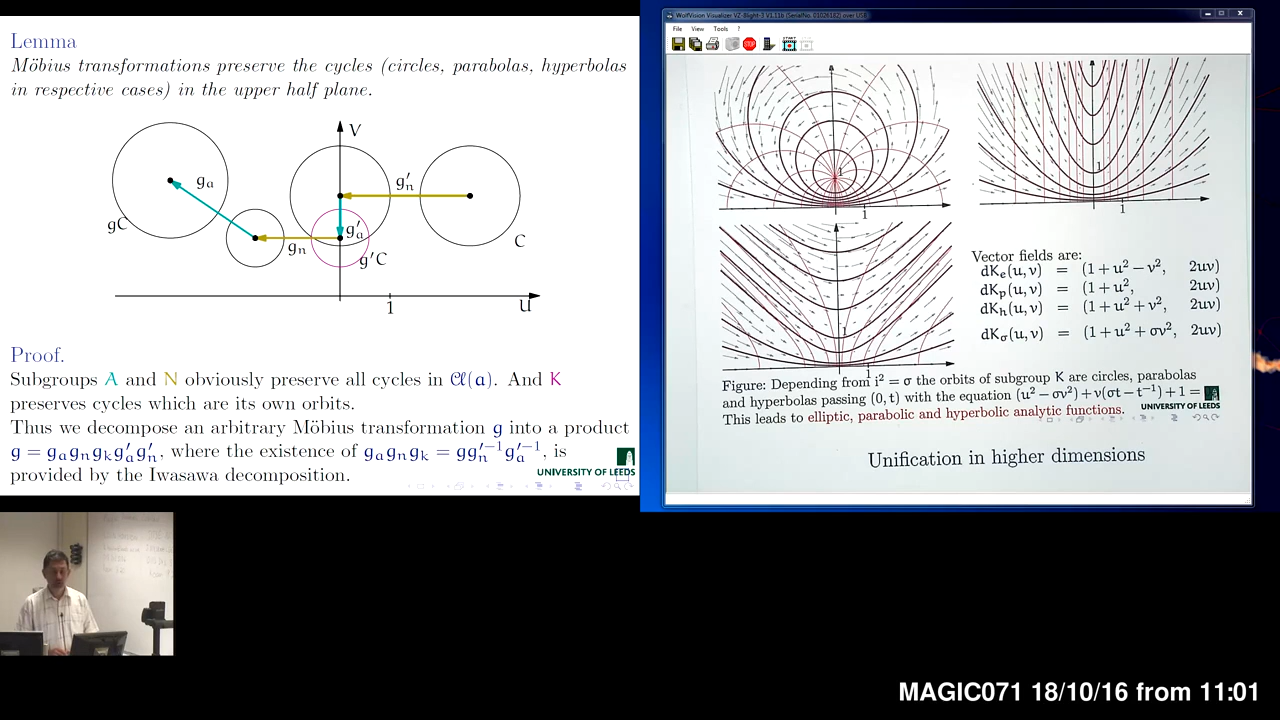 Lemma
Möbius transformations preserve the cycles (circles, parabolas, hyperbolas
in respective cases) in the upper half plane.
V
gₐ
g′ₙ
gC
g′ₐ
gₙ
g′C
C
1
U
Proof.
Subgroups A and N obviously preserve all cycles in Cℓ(a). And K
preserves cycles which are its own orbits.
Thus we decompose an arbitrary Möbius transformation g into a product
g = gₐgₙgₖg′ₐg′ₙ, where the existence of gₐgₙgₖ = gg′ₙ⁻¹g′ₐ⁻¹, is
provided by the Iwasawa decomposition.
UNIVERSITY OF LEEDS
File View Tools ?
STOP
1
1
1
1
1
1
Vector fields are:
dKₑ(u, v) = (1 + u² − v², 2uv)
dKₚ(u, v) = (1 + u², 2uv)
dKₕ(u, v) = (1 + u² + v², 2uv)
dK_σ(u, v) = (1 + u² + σv², 2uv)
Figure: Depending from i² = σ the orbits of subgroup K are circles, parabolas
and hyperbolas passing (0, t) with the equation (u² − σv²) + v(σt − t⁻¹) + 1 =
This leads to elliptic, parabolic and hyperbolic analytic functions.
UNIVERSITY OF LEEDS
Unification in higher dimensions
MAGIC071 18/10/16 from 11:01